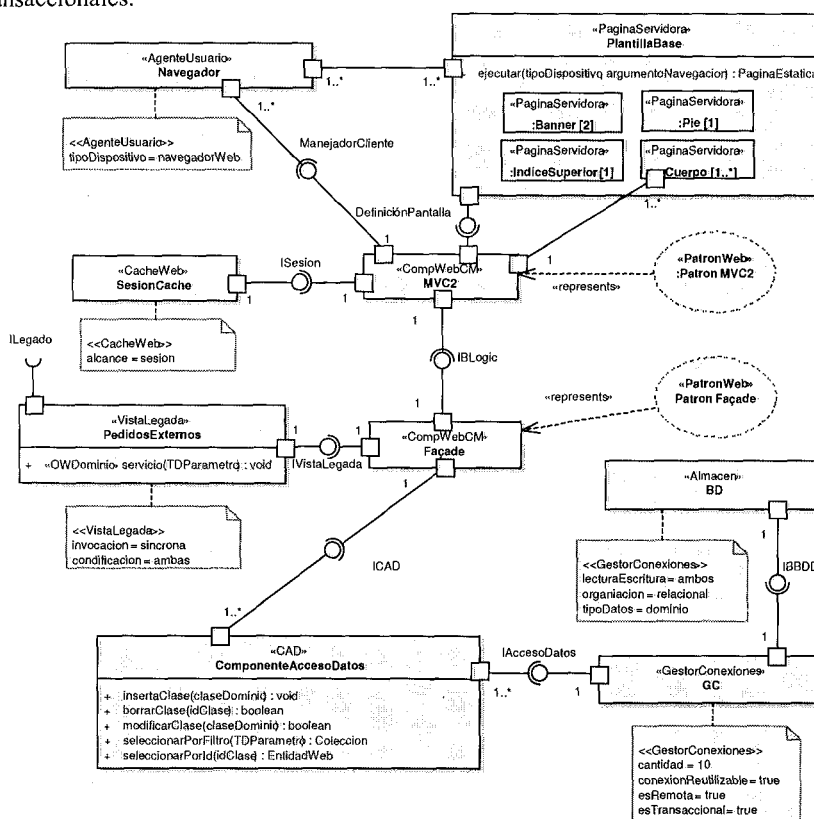 ansaccionales.
«PaginaServidora»
PlantillaBase
+ ejecutar(tipoDispositivo argumentoNavegacion) : PaginaEstatica
«PaginaServidora»
:Banner [2]
«PaginaServidora»
:Pie [1]
«PaginaServidora»
:IndiceSuperior [1]
«PaginaServidora»
Cuerpo [1..*]
«AgenteUsuario»
Navegador
1..*
1..*
1..*
<<AgenteUsuario>>
tipoDispositivo = navegadorWeb
ManejadorCliente
DefiniciónPantalla
1..*
1
1
«CacheWeb»
SesionCache
ISesion
1
1
«CompWebCM»
MVC2
«represents»
«PatronWeb»
:Patron MVC2
<<CacheWeb>>
alcance = sesion
1
IBLogic
1
ILegado
«represents»
«PatronWeb»
Patron Façade
«VistaLegada»
PedidosExternos
+ «OWDominio» servicio(TDParametro) : void
1
1
IVistaLegada
«CompWebCM»
Façade
1
<<VistaLegada>>
invocacion = sincrona
condificacion = ambas
ICAD
1..*
«Almacen»
BD
<<GestorConexiones>>
lecturaEscritura = ambos
organiacion = relacional
tipoDatos = dominio
1
IBBDD
1
«CAD»
ComponenteAccesoDatos
+ insertaClase(claseDominio) : void
+ borrarClase(idClase) : boolean
+ modificarClase(claseDominio) : boolean
+ seleccionarPorFiltro(TDParametro) : Coleccion
+ seleccionarPorId(idClase) : EntidadWeb
IAccesoDatos
1..*
1
«GestorConexiones»
GC
<<GestorConexiones>>
cantidad = 10
conexionReutilizable = true
esRemota = true
esTransaccional = true